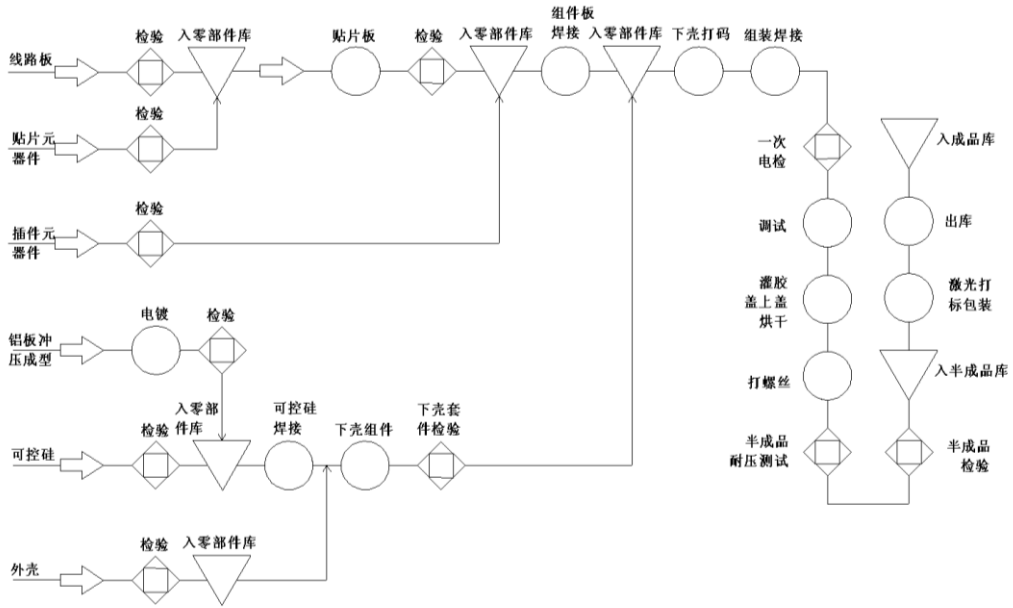 线路板
检验
入零部件库
贴片板
检验
入零部件库
组件板
焊接
入零部件库
下壳打码
组装焊接
贴片元
器件
检验
一次
电检
入成品库
插件元
器件
检验
调试
出库
灌胶
盖上盖
烘干
激光打
标包装
铝板冲
压成型
电镀
检验
打螺丝
入半成品库
可控硅
检验
入零部
件库
可控硅
焊接
下壳组件
下壳套
件检验
半成品
耐压测试
半成品
检验
外壳
检验
入零部件库